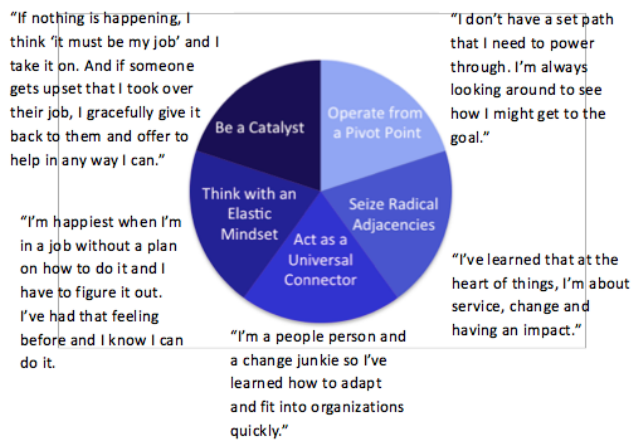 “If nothing is happening, I
think ‘it must be my job’ and I
take it on. And if someone
gets upset that I took over
their job, I gracefully give it
back to them and offer to
help in any way I can.”
“I don’t have a set path
that I need to power
through. I’m always
looking around to see
how I might get to the
goal.”
Be a Catalyst
Operate from
a Pivot Point
Think with an
Elastic
Mindset
Seize Radical
Adjacencies
Act as a
Universal
Connector
“I’m happiest when I’m
in a job without a plan
on how to do it and I
have to figure it out.
I’ve had that feeling
before and I know I can
do it.
“I’ve learned that at the
heart of things, I’m about
service, change and
having an impact.”
“I’m a people person and
a change junkie so I’ve
learned how to adapt
and fit into organizations
quickly.”